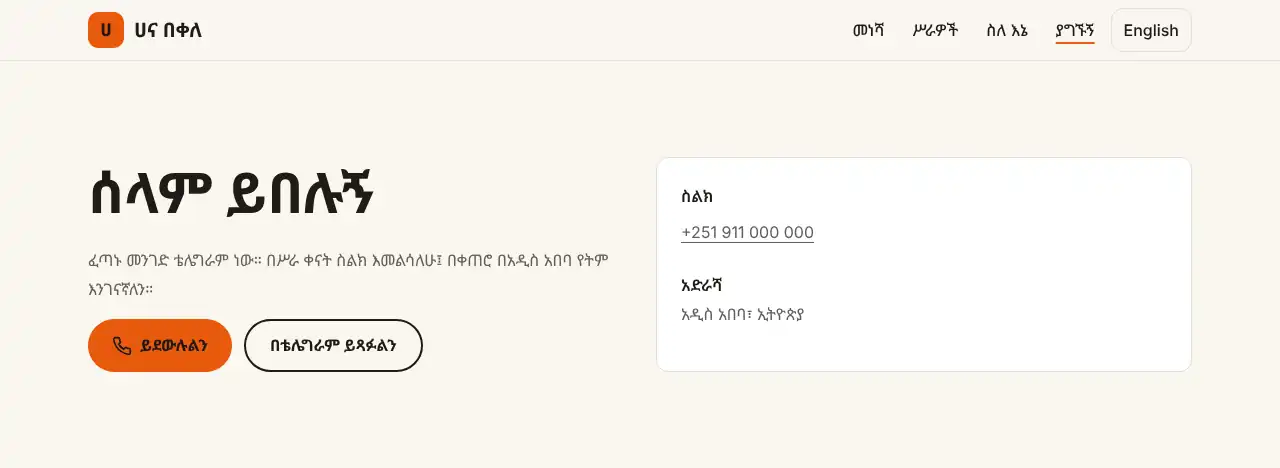 ሀ ሀና በቀለ
መነሻ ሥራዎች ስለ እኔ ያግኙኝ English
ሰላም ይበሉኝ
ፈጣኑ መንገድ ቴሌግራም ነው። በሥራ ቀናት ስልክ እመልሳለሁ፤ በቀጠሮ በአዲስ አበባ የትም
እንገናኛለን።
ይደውሉልን በቴሌግራም ይጻፉልን
ስልክ
+251 911 000 000
አድራሻ
አዲስ አበባ፣ ኢትዮጵያ